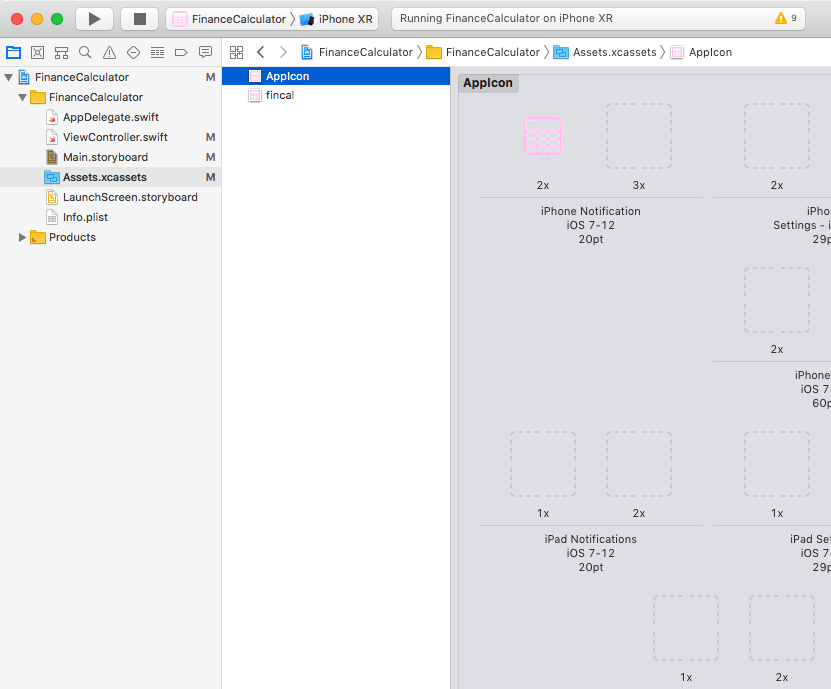 FinanceCalculator iPhone XR
Running FinanceCalculator on iPhone XR 9
FinanceCalculator FinanceCalculator Assets.xcassets AppIcon
FinanceCalculator M
FinanceCalculator
AppDelegate.swift
ViewController.swift M
Main.storyboard M
Assets.xcassets M
LaunchScreen.storyboard
Info.plist
Products
AppIcon
fincal
AppIcon
2x 3x 2x
iPhone Notification
iOS 7-12
20pt
iPho
Settings - i
29p
2x
iPhone
iOS 7-
60p
1x 2x 1x
iPad Notifications
iOS 7-12
20pt
iPad Set
iOS 7-
29p
1x 2x